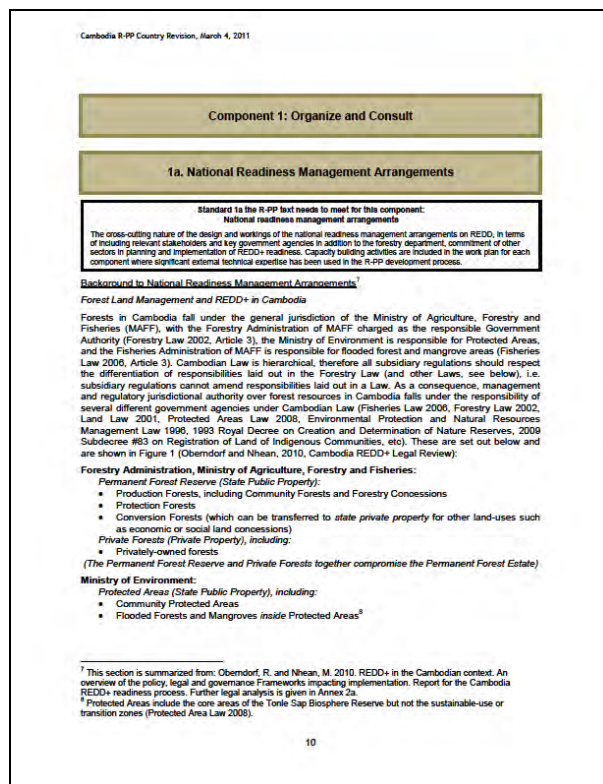 Cambodia R-PP Country Revision, March 4, 2011
Component 1: Organize and Consult
1a. National Readiness Management Arrangements
Standard 1a the R-PP text needs to meet for this component:
National readiness management arrangements
The cross-cutting nature of the design and workings of the national readiness management arrangements on REDD, in terms
of including relevant stakeholders and key government agencies in addition to the forestry department, commitment of other
sectors in planning and implementation of REDD+ readiness. Capacity building activities are included in the work plan for each
component where significant external technical expertise has been used in the R-PP development process.
Background to National Readiness Management Arrangements7
Forest Land Management and REDD+ in Cambodia
Forests in Cambodia fall under the general jurisdiction of the Ministry of Agriculture, Forestry and
Fisheries (MAFF), with the Forestry Administration of MAFF charged as the responsible Government
Authority (Forestry Law 2002, Article 3), the Ministry of Environment is responsible for Protected Areas,
and the Fisheries Administration of MAFF is responsible for flooded forest and mangrove areas (Fisheries
Law 2006, Article 3). Cambodian Law is hierarchical, therefore all subsidiary regulations should respect
the differentiation of responsibilities laid out in the Forestry Law (and other Laws, see below), i.e.
subsidiary regulations cannot amend responsibilities laid out in a Law. As a consequence, management
and regulatory jurisdictional authority over forest resources in Cambodia falls under the responsibility of
several different government agencies under Cambodian Law (Fisheries Law 2006, Forestry Law 2002,
Land Law 2001, Protected Areas Law 2008, Environmental Protection and Natural Resources
Management Law 1996, 1993 Royal Decree on Creation and Determination of Nature Reserves, 2009
Subdecree #83 on Registration of Land of Indigenous Communities, etc). These are set out below and
are shown in Figure 1 (Oberndorf and Nhean, 2010, Cambodia REDD+ Legal Review):
Forestry Administration, Ministry of Agriculture, Forestry and Fisheries:
Permanent Forest Reserve (State Public Property):
• Production Forests, including Community Forests and Forestry Concessions
• Protection Forests
• Conversion Forests (which can be transferred to state private property for other land-uses such
as economic or social land concessions)
Private Forests (Private Property), including:
• Privately-owned forests
(The Permanent Forest Reserve and Private Forests together compromise the Permanent Forest Estate)
Ministry of Environment:
Protected Areas (State Public Property), including:
• Community Protected Areas
• Flooded Forests and Mangroves inside Protected Areas8
7 This section is summarized from: Oberndorf, R. and Nhean, M. 2010. REDD+ in the Cambodian context. An
overview of the policy, legal and governance Frameworks impacting implementation. Report for the Cambodia
REDD+ readiness process. Further legal analysis is given in Annex 2a.
8 Protected Areas include the core areas of the Tonle Sap Biosphere Reserve but not the sustainable-use or
transition zones (Protected Area Law 2008).
10